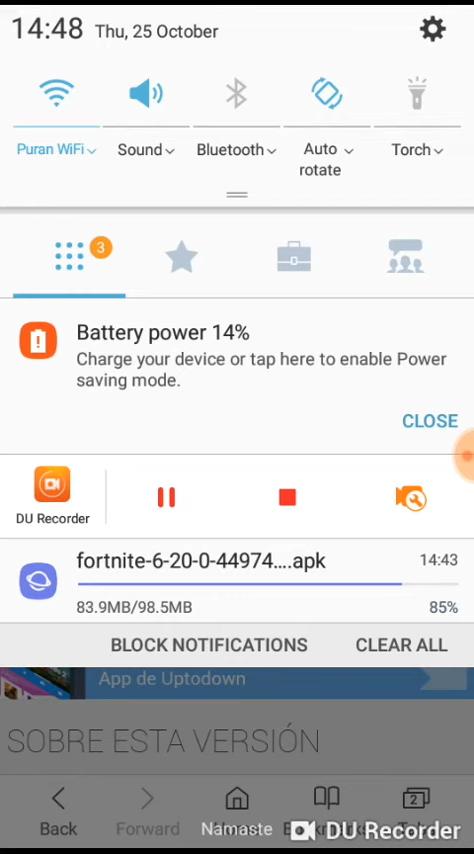 14:48 Thu, 25 October
Puran WiFi Sound Bluetooth Auto rotate Torch
3
Battery power 14%
Charge your device or tap here to enable Power
saving mode.
CLOSE
DU Recorder
fortnite-6-20-0-44974....apk 14:43
83.9MB/98.5MB 85%
BLOCK NOTIFICATIONS CLEAR ALL
App de Uptodown
SOBRE ESTA VERSIÓN
2
Back Forward Namaste DU Recorder